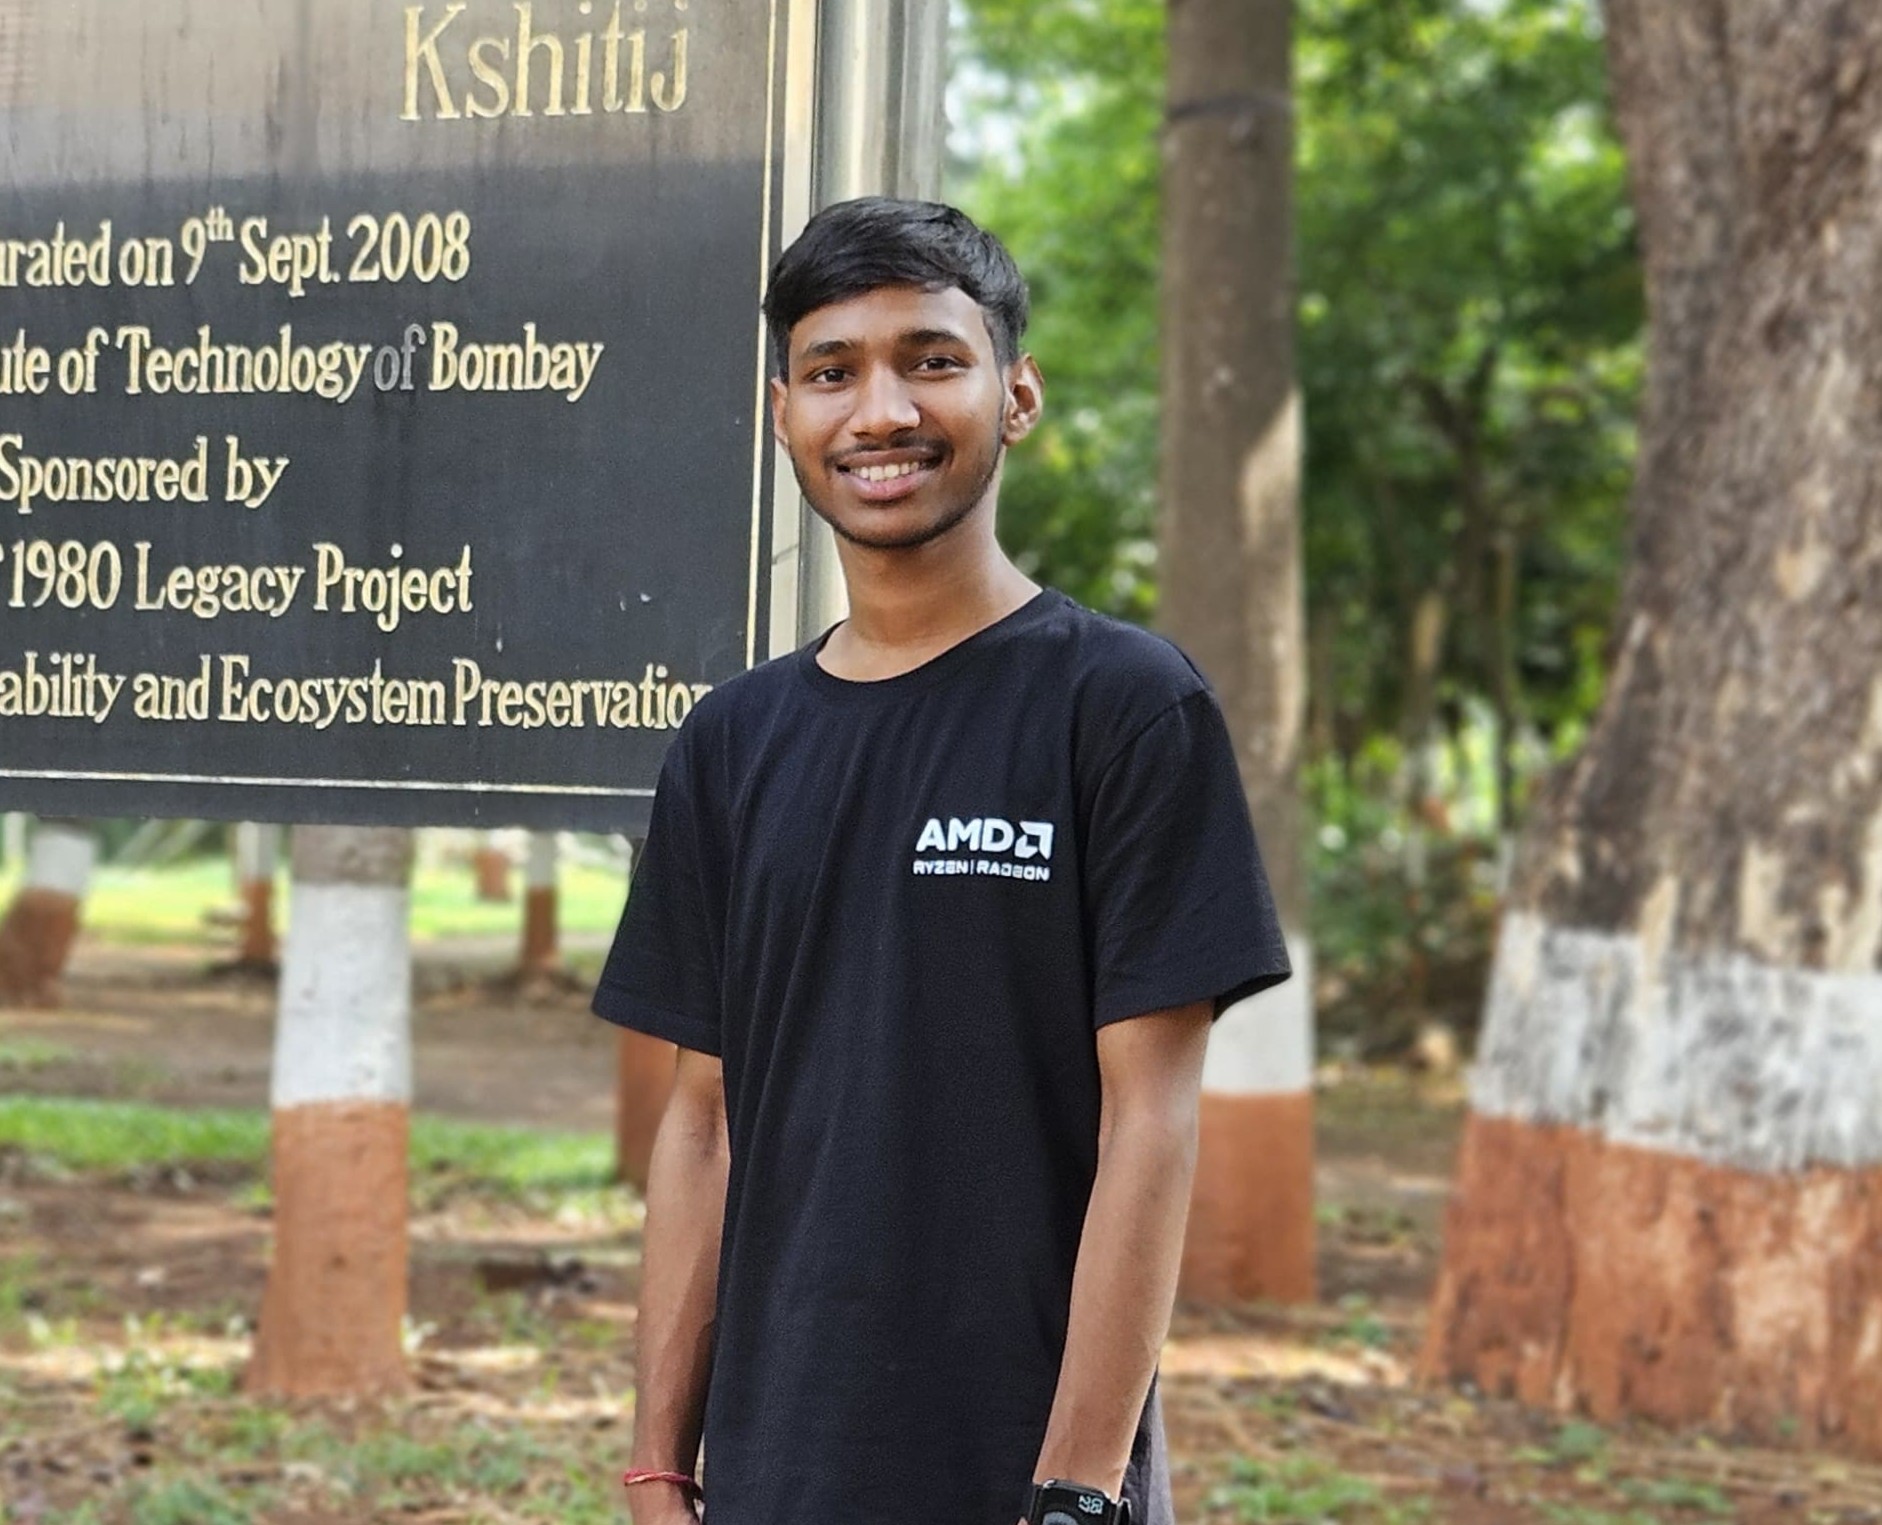 Kshitij
urated on 9th Sept. 2008
ute of Technology of Bombay
Sponsored by
1980 Legacy Project
ability and Ecosystem Preservation
AMD
RYZEN | RADEON